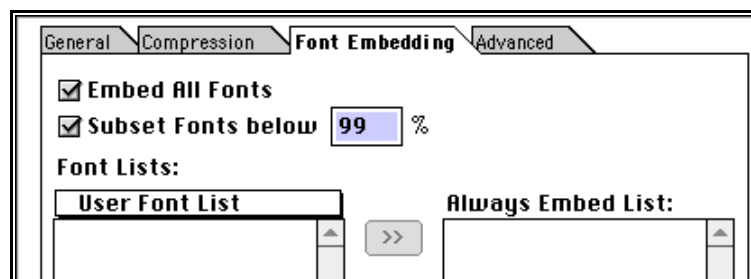 General Compression Font Embedding Advanced
Embed All Fonts
Subset Fonts below 99 %
Font Lists:
User Font List
Always Embed List:
>>